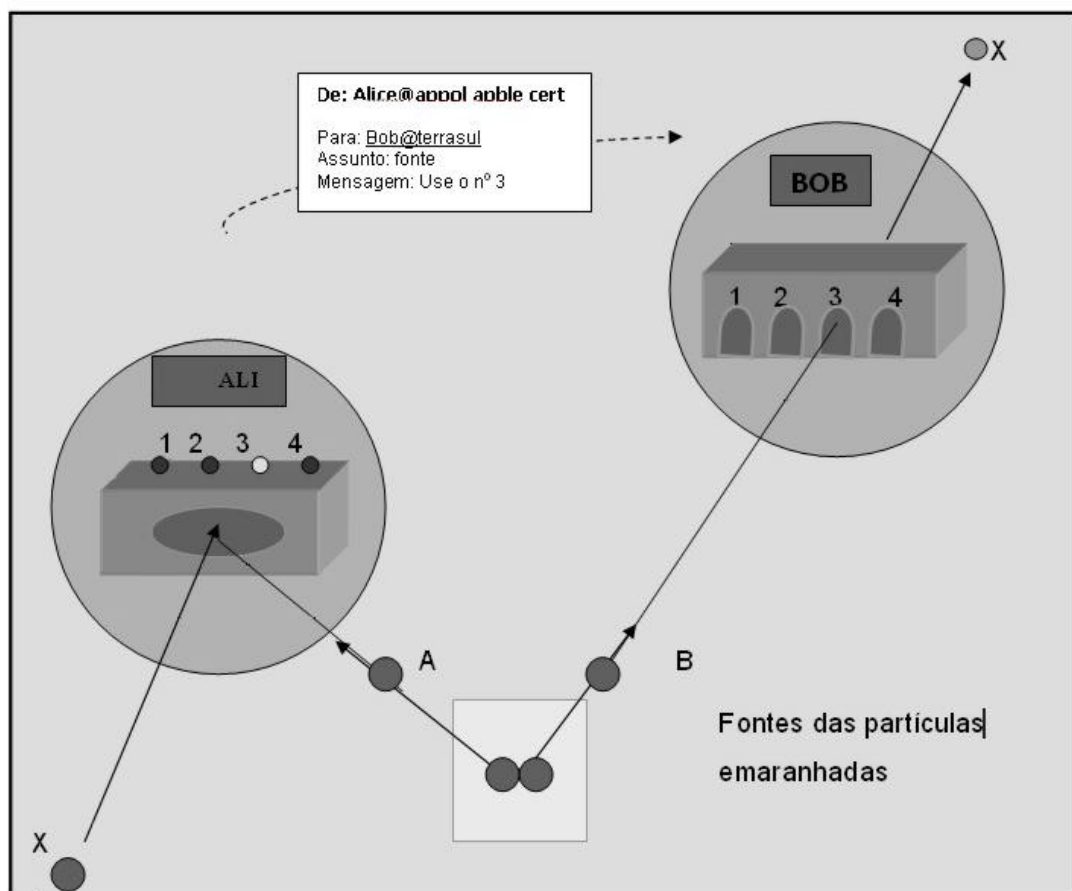 De: Alice@appol apble cert
Para: Bob@terrasul
Assunto: fonte
Mensagem: Use o nº 3
X
BOB
1 2 3 4
ALI
1 2 3 4
A
B
Fontes das partículas
emaranhadas
X